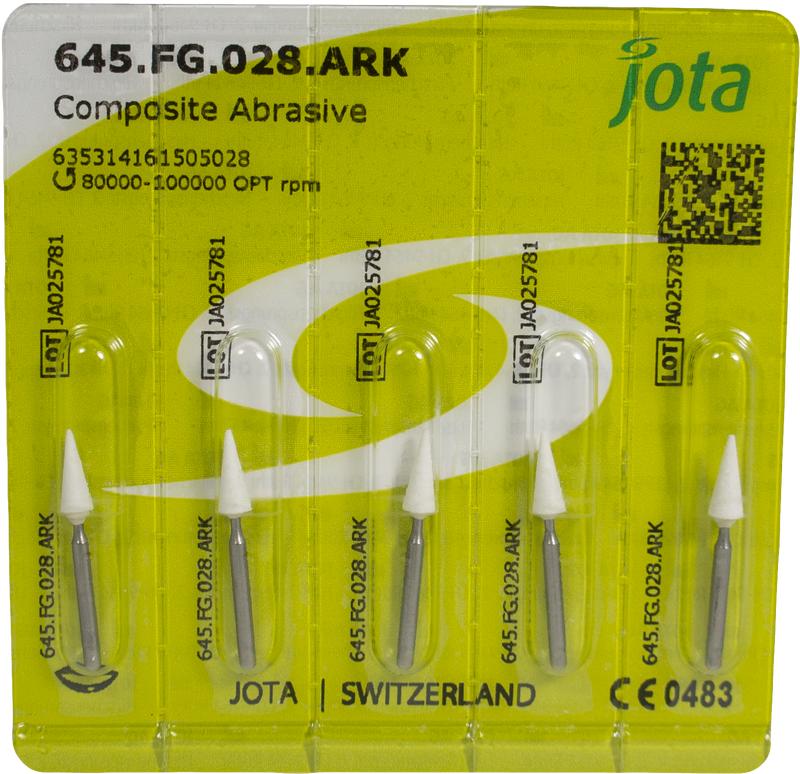 645.FG.028.ARK
jota
Composite Abrasive
635314161505028
80000-100000 OPT rpm
LOT JA025781
LOT JA025781
LOT JA025781
LOT JA025781
LOT JA025781
645.FG.028.ARK
645.FG.028.ARK
645.FG.028.ARK
645.FG.028.ARK
645.FG.028.ARK
JOTA | SWITZERLAND
CE 0483